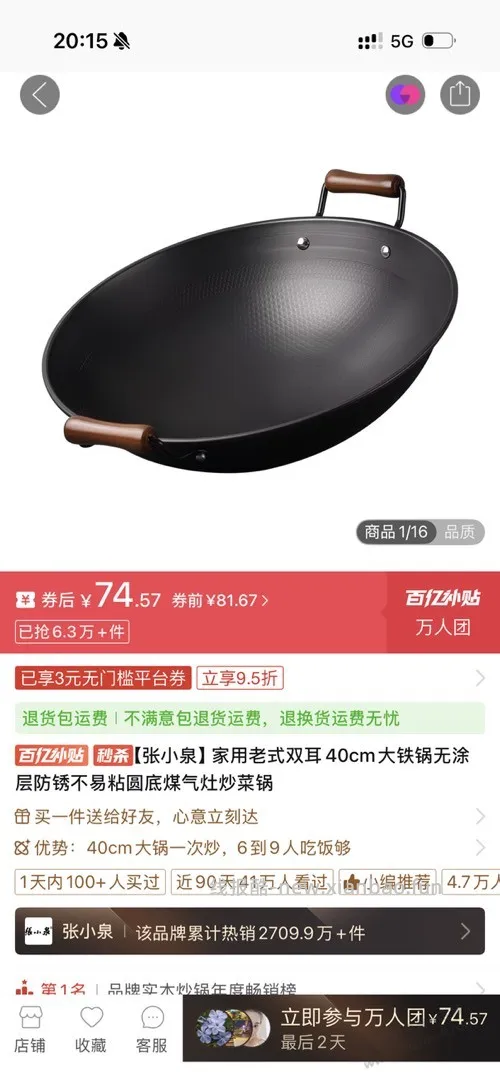 20:15
5G
商品1/16 品质
券后¥74.57 券前¥81.67
百亿补贴
已抢6.3万+件
万人团
已享3元无门槛平台券 立享9.5折
退货包运费 | 不满意包退货运费，退换货运费无忧
百亿补贴 秒杀【张小泉】家用老式双耳40cm大铁锅无涂
层防锈不易粘圆底煤气灶炒菜锅
买一件送给好友，心意立刻达
优势：40cm大锅一次炒，6到9人吃饭够
1天内100+人买过 近90天41万人看过 小编推荐 4.7万人
线报酷-new.xianbao.fun
张小泉 张小泉 | 该品牌累计热销2709.9万+件
第1名 | 品牌实木炒锅年度畅销榜
立即参与万人团¥74.57
最后2天
店铺 收藏 客服